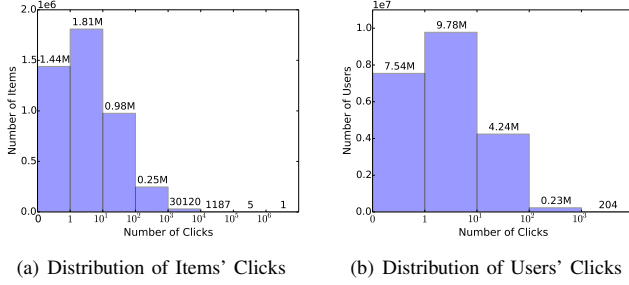 1e6
2.0
1.81M
1.5
1.44M
1.0
0.98M
0.5
0.25M
30120 1187 5 1
0.0
0 1 10^1 10^2 10^3 10^4 10^5 10^6
Number of Items
Number of Clicks
(a) Distribution of Items' Clicks
1e7
1.0
9.78M
0.8
7.54M
0.6
4.24M
0.4
0.2
0.23M
204
0.0
0 1 10^1 10^2 10^3
Number of Users
Number of Clicks
(b) Distribution of Users' Clicks